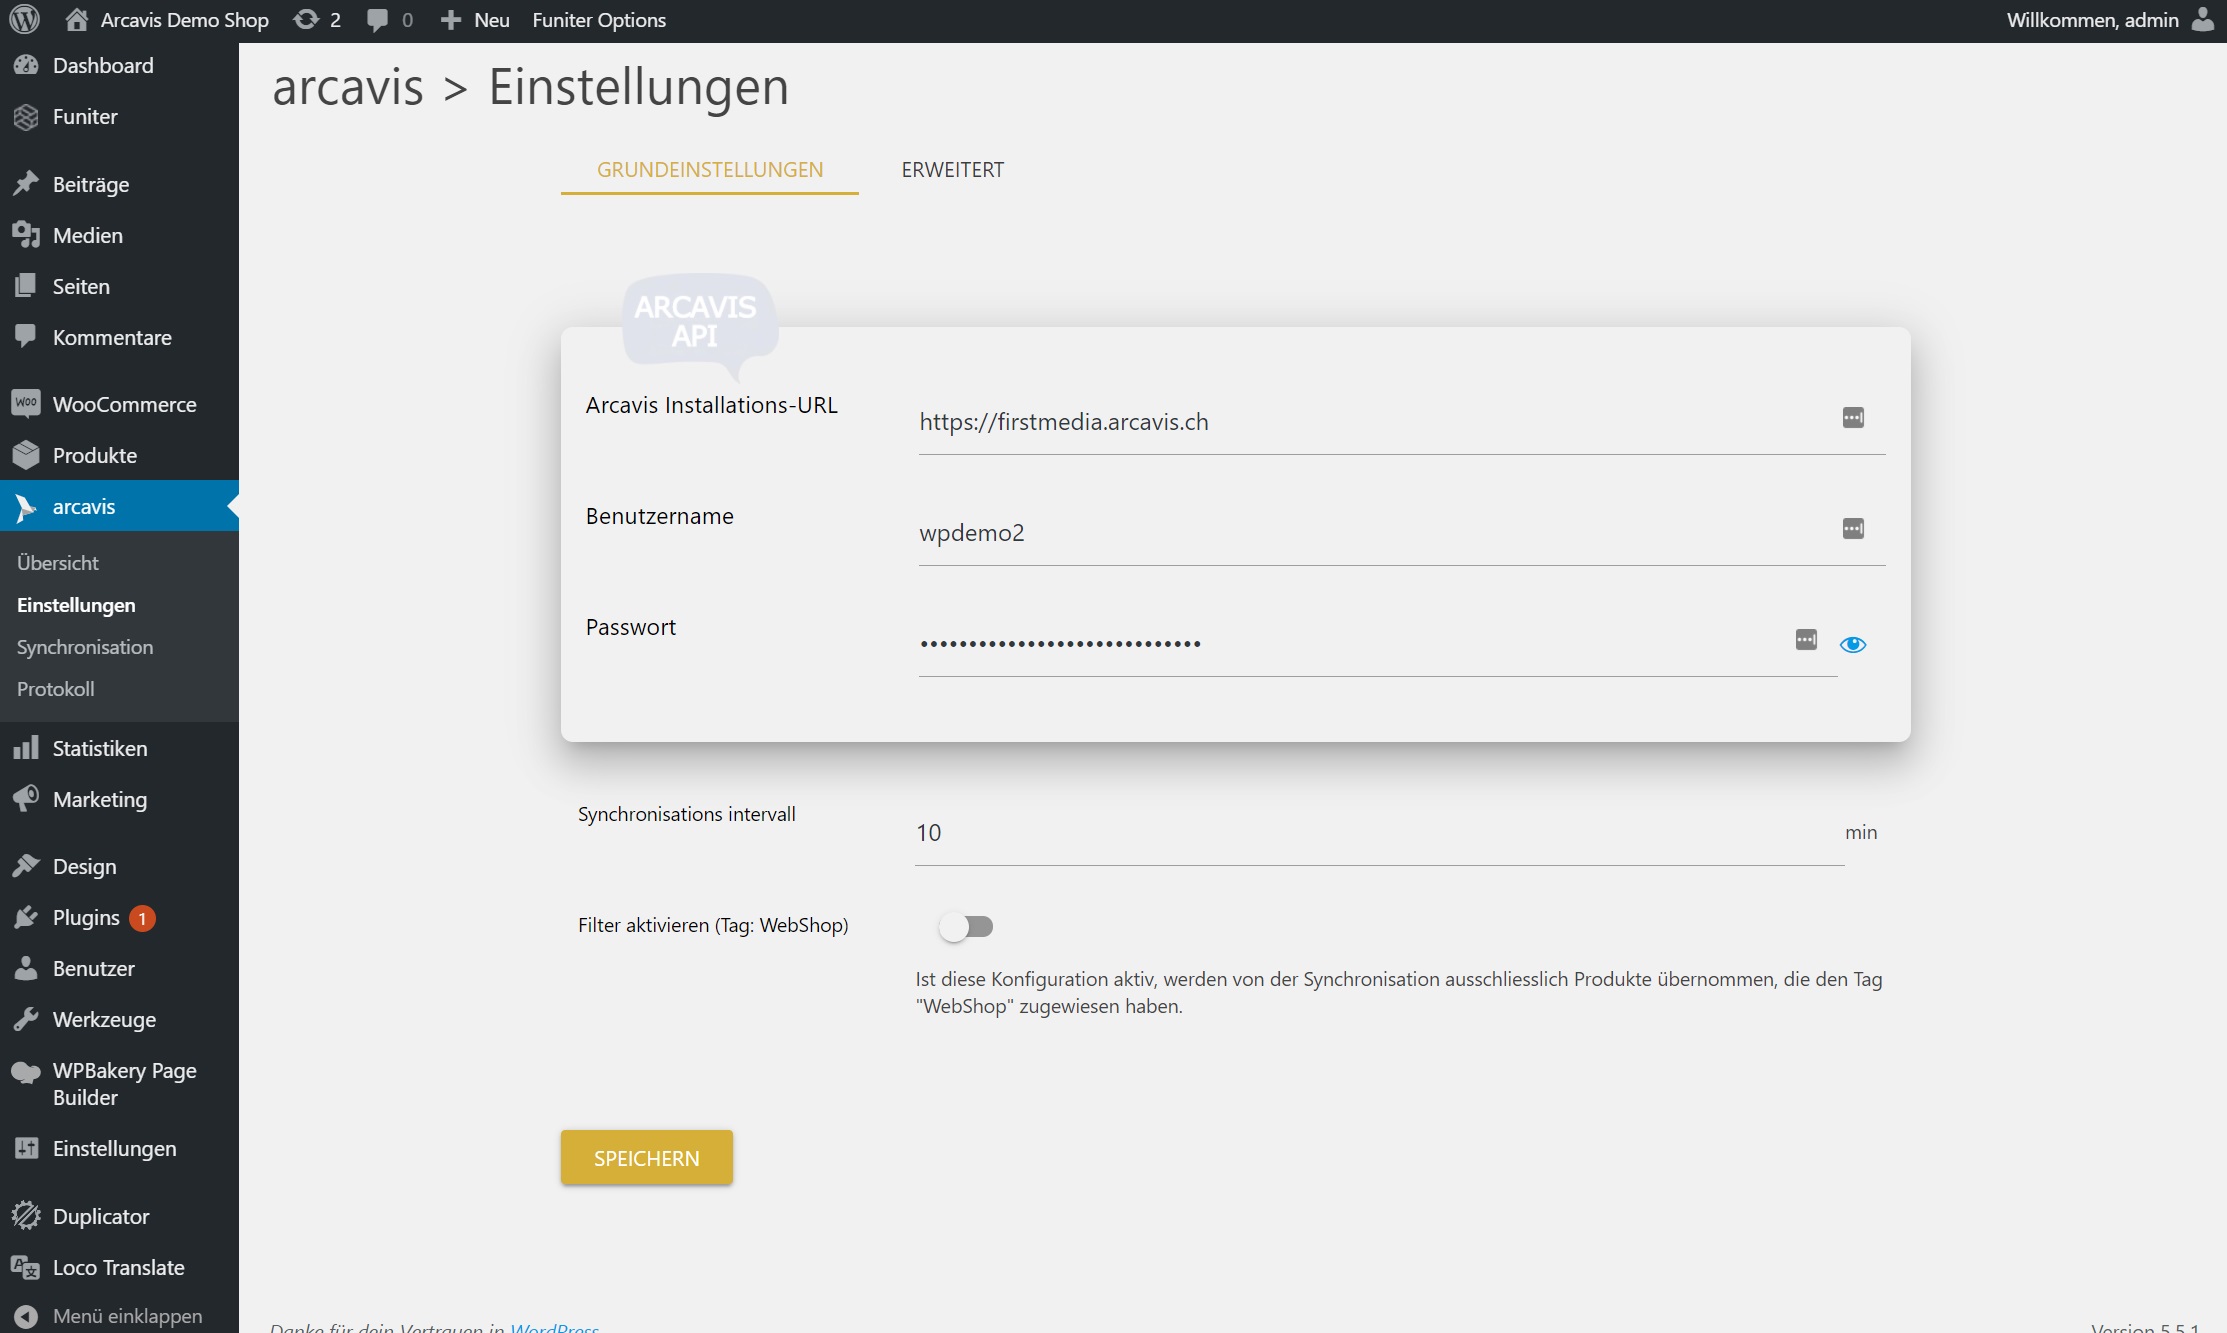 Arcavis Demo Shop 2 0 Neu Funiter Options Willkommen, admin
Dashboard
Funiter
Beiträge
Medien
Seiten
Kommentare
WooCommerce
Produkte
arcavis
Übersicht
Einstellungen
Synchronisation
Protokoll
Statistiken
Marketing
Design
Plugins 1
Benutzer
Werkzeuge
WPBakery Page
Builder
Einstellungen
Duplicator
Loco Translate
Menü einklappen
arcavis > Einstellungen
GRUNDEINSTELLUNGEN ERWEITERT
ARCAVIS
API
Arcavis Installations-URL
https://firstmedia.arcavis.ch
Benutzername
wpdemo2
Passwort
•••••••••••••••••••••••••••••
Synchronisations intervall
10 min
Filter aktivieren (Tag: WebShop)
Ist diese Konfiguration aktiv, werden von der Synchronisation ausschliesslich Produkte übernommen, die den Tag
"WebShop" zugewiesen haben.
SPEICHERN
Danke für dein Vertrauen in WordPress.
Version 5.5.1